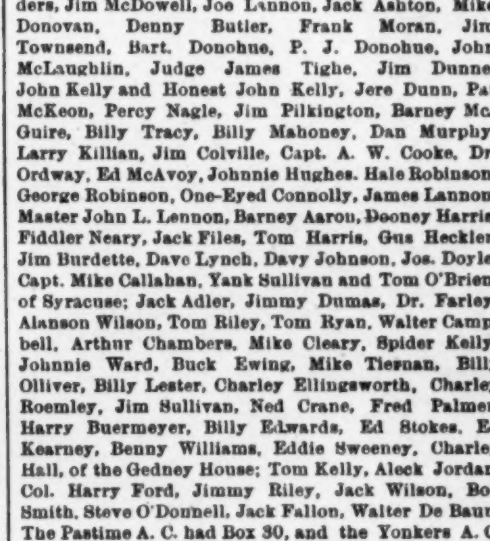 ders, Jim McDowell, Joe Lannon, Jack Ashton, Mike
Donovan, Denny Butler, Frank Moran, Jim
Townsend, Bart. Donohue, P. J. Donohue, John
McLaughlin, Judge James Tighe, Jim Dunne
John Kelly and Honest John Kelly, Jere Dunn, Pa
McKeon, Percy Nagle, Jim Pilkington, Barney Mc
Guire, Billy Tracy, Billy Mahoney, Dan Murphy
Larry Killian, Jim Colville, Capt. A. W. Cooke, Dr
Ordway, Ed McAvoy, Johnnie Hughes. Hale Robinson
George Robinson, One-Eyed Connolly, James Lannon
Master John L. Lennon, Barney Aaron, Dooney Harris
Fiddler Neary, Jack Files, Tom Harris, Gus Heckler
Jim Burdette, Dave Lynch, Davy Johnson, Jos. Doyle
Capt. Mike Callahan, Yank Sullivan and Tom O'Brien
of Syracuse; Jack Adler, Jimmy Dumas, Dr. Farley
Alanson Wilson, Tom Riley, Tom Ryan, Walter Camp
bell, Arthur Chambers, Mike Cleary, Spider Kelly
Johnnie Ward, Buck Ewing, Mike Tiernan, Bill
Olliver, Billy Lester, Charley Ellingsworth, Charle
Roemley, Jim Sullivan, Ned Crane, Fred Palmer
Harry Buermeyer, Billy Edwards, Ed Stokes, E
Kearney, Benny Williams, Eddie Sweeney, Charle
Hall, of the Gedney House; Tom Kelly, Aleck Jordan
Col. Harry Ford, Jimmy Riley, Jack Wilson, Bo
Smith, Steve O'Donnell, Jack Fallon, Walter De Baun
The Pastime A. C. had Box 30, and the Yonkers A. C